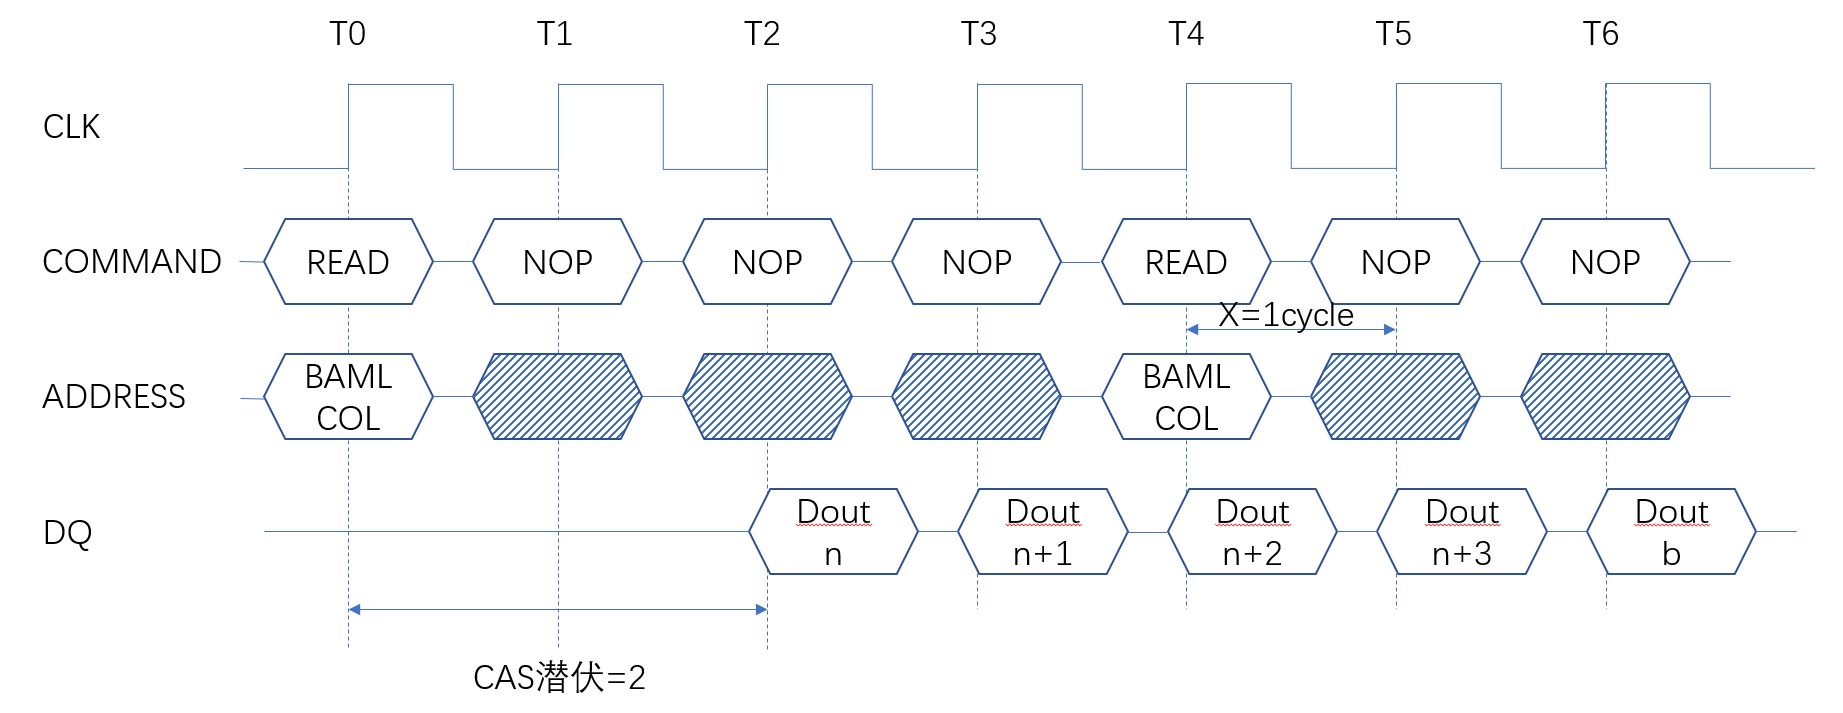 T0 T1 T2 T3 T4 T5 T6
CLK
COMMAND READ NOP NOP NOP READ NOP NOP
X=1cycle
ADDRESS
BAML
COL
BAML
COL
DQ
Dout
n
Dout
n+1
Dout
n+2
Dout
n+3
Dout
b
CAS潜伏=2